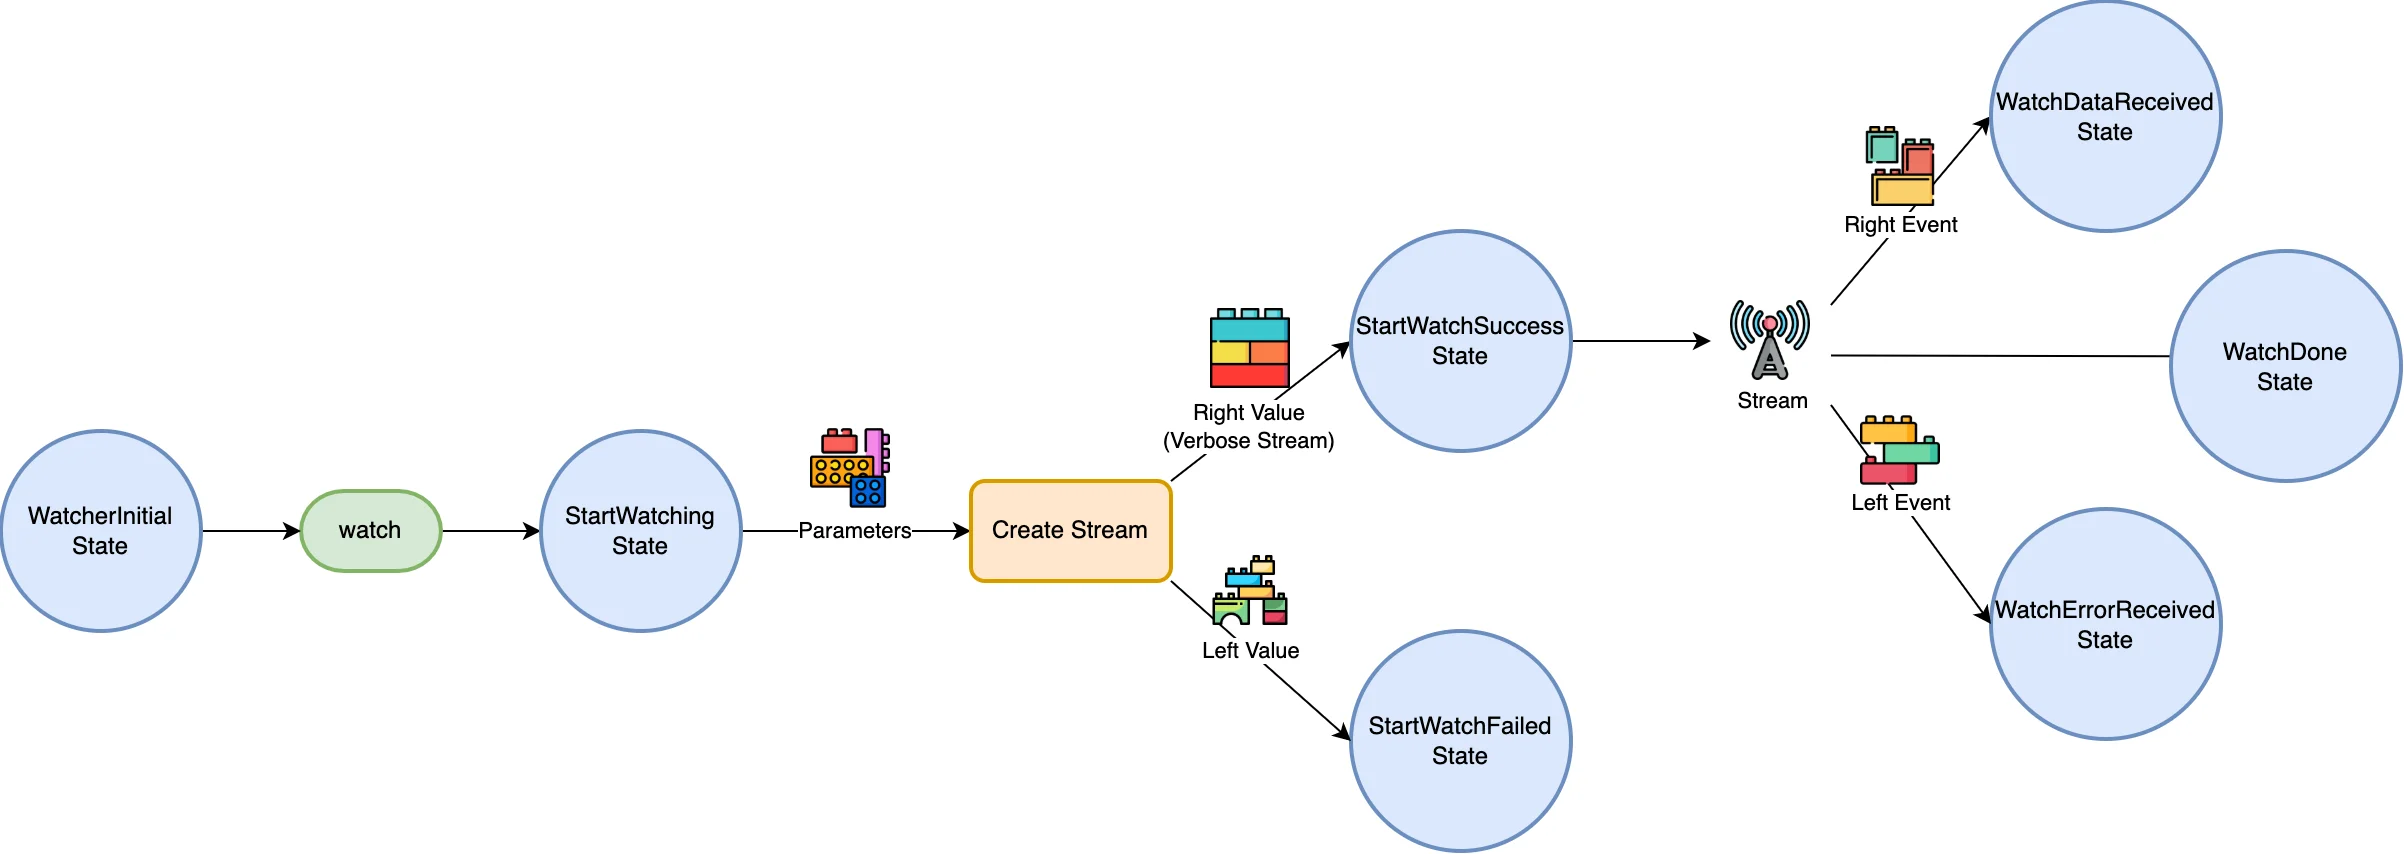 WatcherInitial
State
watch
StartWatching
State
Parameters
Create Stream
Right Value
(Verbose Stream)
Left Value
StartWatchSuccess
State
StartWatchFailed
State
Stream
Right Event
Left Event
WatchDataReceived
State
WatchDone
State
WatchErrorReceived
State